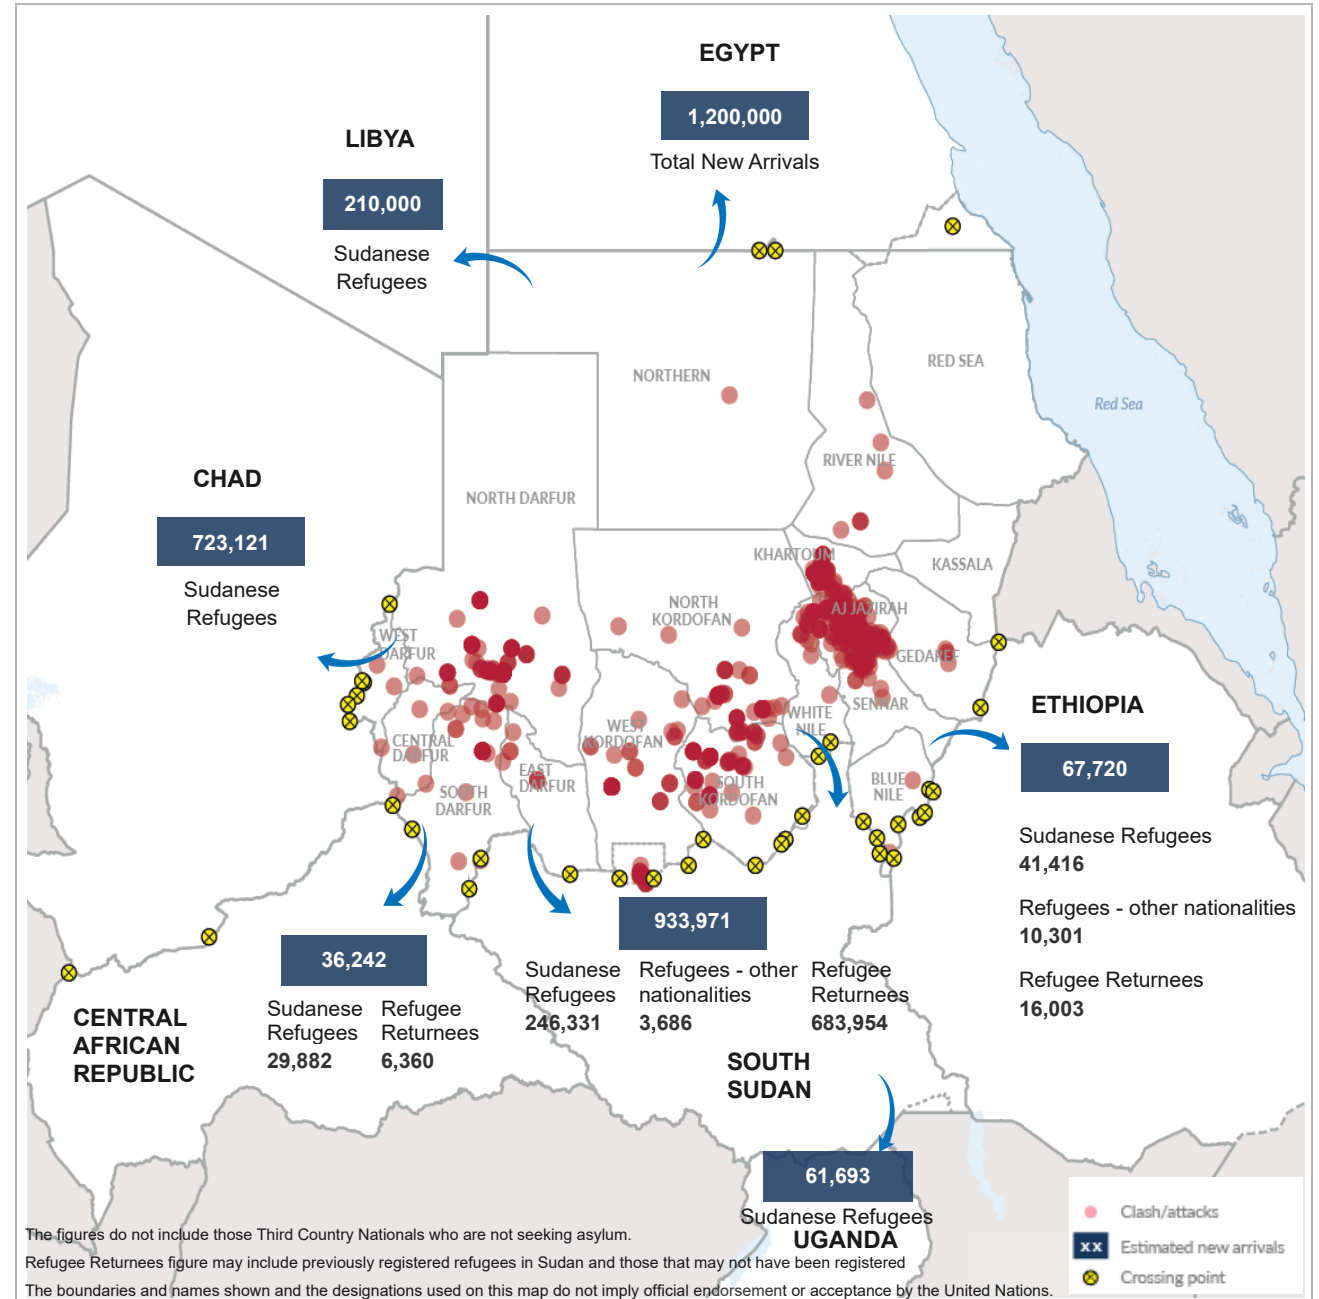 EGYPT
1,200,000
Total New Arrivals
LIBYA
210,000
Sudanese
Refugees
RED SEA
NORTHERN
Red Sea
RIVER NILE
CHAD
723,121
Sudanese
Refugees
NORTH DARFUR
KHARTOUM
KASSALA
NORTH
KORDOFAN
AJ JAZIRAH
WEST
DARFUR
GEDAREF
SENNAR
WHITE
NILE
WEST
KORDOFAN
CENTRAL
DARFUR
EAST
DARFUR
SOUTH
DARFUR
SOUTH
KORDOFAN
BLUE
NILE
ETHIOPIA
67,720
Sudanese Refugees
41,416
Refugees - other nationalities
10,301
Refugee Returnees
16,003
933,971
Sudanese
Refugees
246,331
Refugees - other
nationalities
3,686
Refugee
Returnees
683,954
SOUTH
SUDAN
36,242
Sudanese
Refugees
29,882
Refugee
Returnees
6,360
CENTRAL
AFRICAN
REPUBLIC
61,693
Sudanese Refugees
UGANDA
The figures do not include those Third Country Nationals who are not seeking asylum.
Refugee Returnees figure may include previously registered refugees in Sudan and those that may not have been registered
The boundaries and names shown and the designations used on this map do not imply official endorsement or acceptance by the United Nations.
Clash/attacks
xx Estimated new arrivals
Crossing point